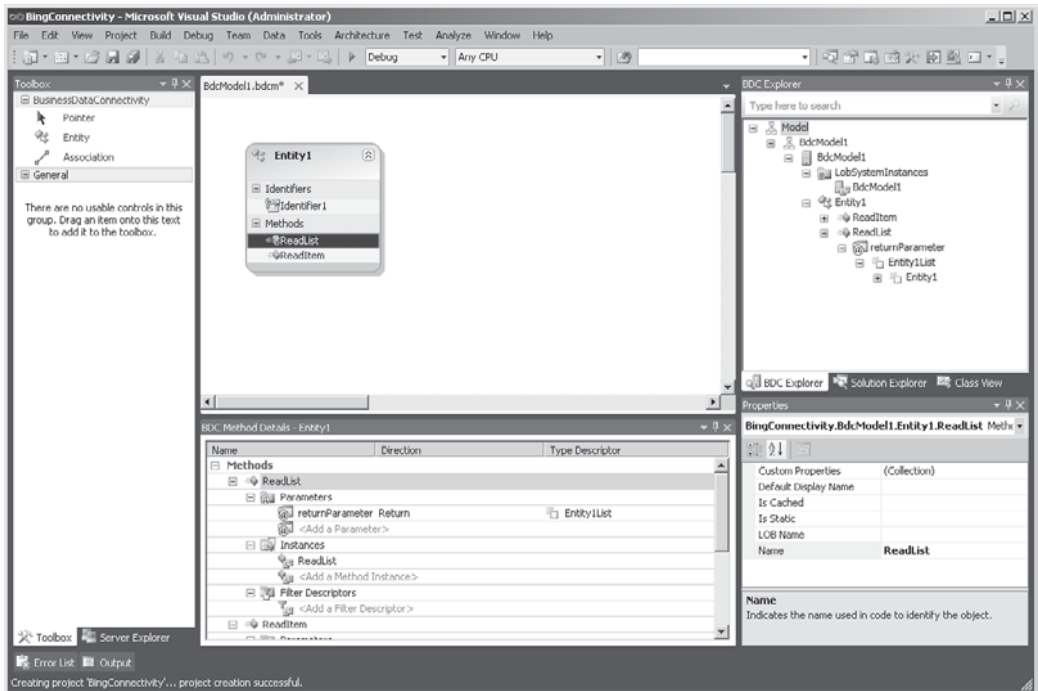 BingConnectivity - Microsoft Visual Studio (Administrator)
File Edit View Project Build Debug Team Data Tools Architecture Test Analyze Window Help
Debug
Any CPU
Toolbox
BusinessDataConnectivity
Pointer
Entity
Association
General
There are no usable controls in this
group. Drag an item onto this text
to add it to the toolbox.
Toolbox
Server Explorer
BdcModel1.bdcm*
Entity1
Identifiers
Identifier1
Methods
ReadList
ReadItem
BDC Method Details - Entity1
Name Direction Type Descriptor
Methods
ReadList
Parameters
returnParameter Return Entity1List
<Add a Parameter>
Instances
ReadList
<Add a Method Instance>
Filter Descriptors
<Add a Filter Descriptor>
ReadItem
Parameters
BDC Explorer
Type here to search
Model
BdcModel1
BdcModel1
LobSystemInstances
BdcModel1
Entity1
ReadItem
ReadList
returnParameter
Entity1List
Entity1
BDC Explorer
Solution Explorer
Class View
Properties
BingConnectivity.BdcModel1.Entity1.ReadList
Custom Properties (Collection)
Default Display Name
Is Cached
Is Static
LOB Name
Name ReadList
Name
Indicates the name used in code to identify the object.
Error List
Output
Creating project 'BingConnectivity'... project creation successful.